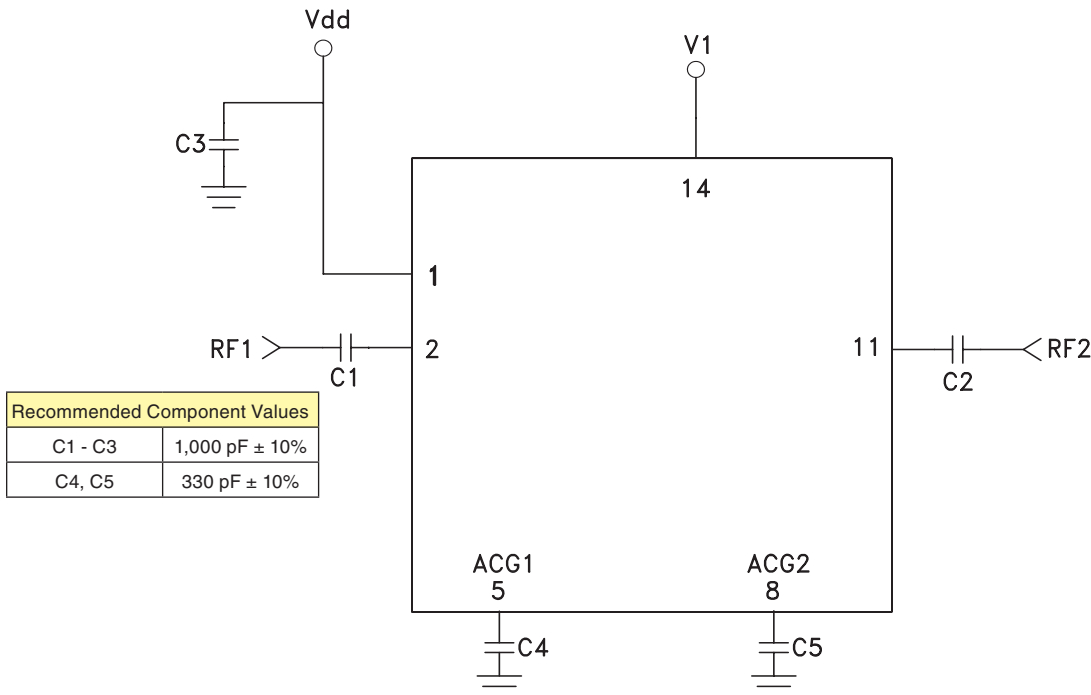 Vdd
V1
C3
14
1
RF1
2
11
RF2
C1
C2
Recommended Component Values
C1 - C3 1,000 pF ± 10%
C4, C5 330 pF ± 10%
ACG1
5
ACG2
8
C4
C5